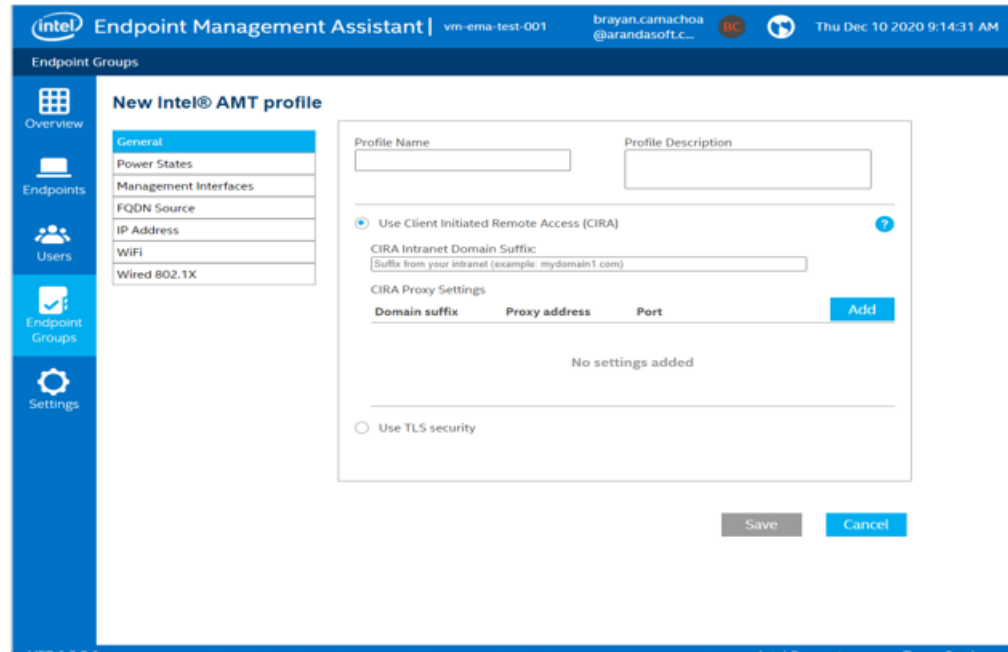 intel Endpoint Management Assistant | vm-ema-test-001 brayan.camachoa @arandasoft.c... BC Thu Dec 10 2020 9:14:31 AM
Endpoint Groups
Overview
Endpoints
Users
Endpoint Groups
Settings
New Intel® AMT profile
General
Power States
Management Interfaces
FQDN Source
IP Address
WiFi
Wired 802.1X
Profile Name
Profile Description
Use Client Initiated Remote Access (CIRA) ?
CIRA Intranet Domain Suffix:
Suffix from your intranet (example: mydomain1.com)
CIRA Proxy Settings
Domain suffix Proxy address Port Add
No settings added
Use TLS security
Save Cancel